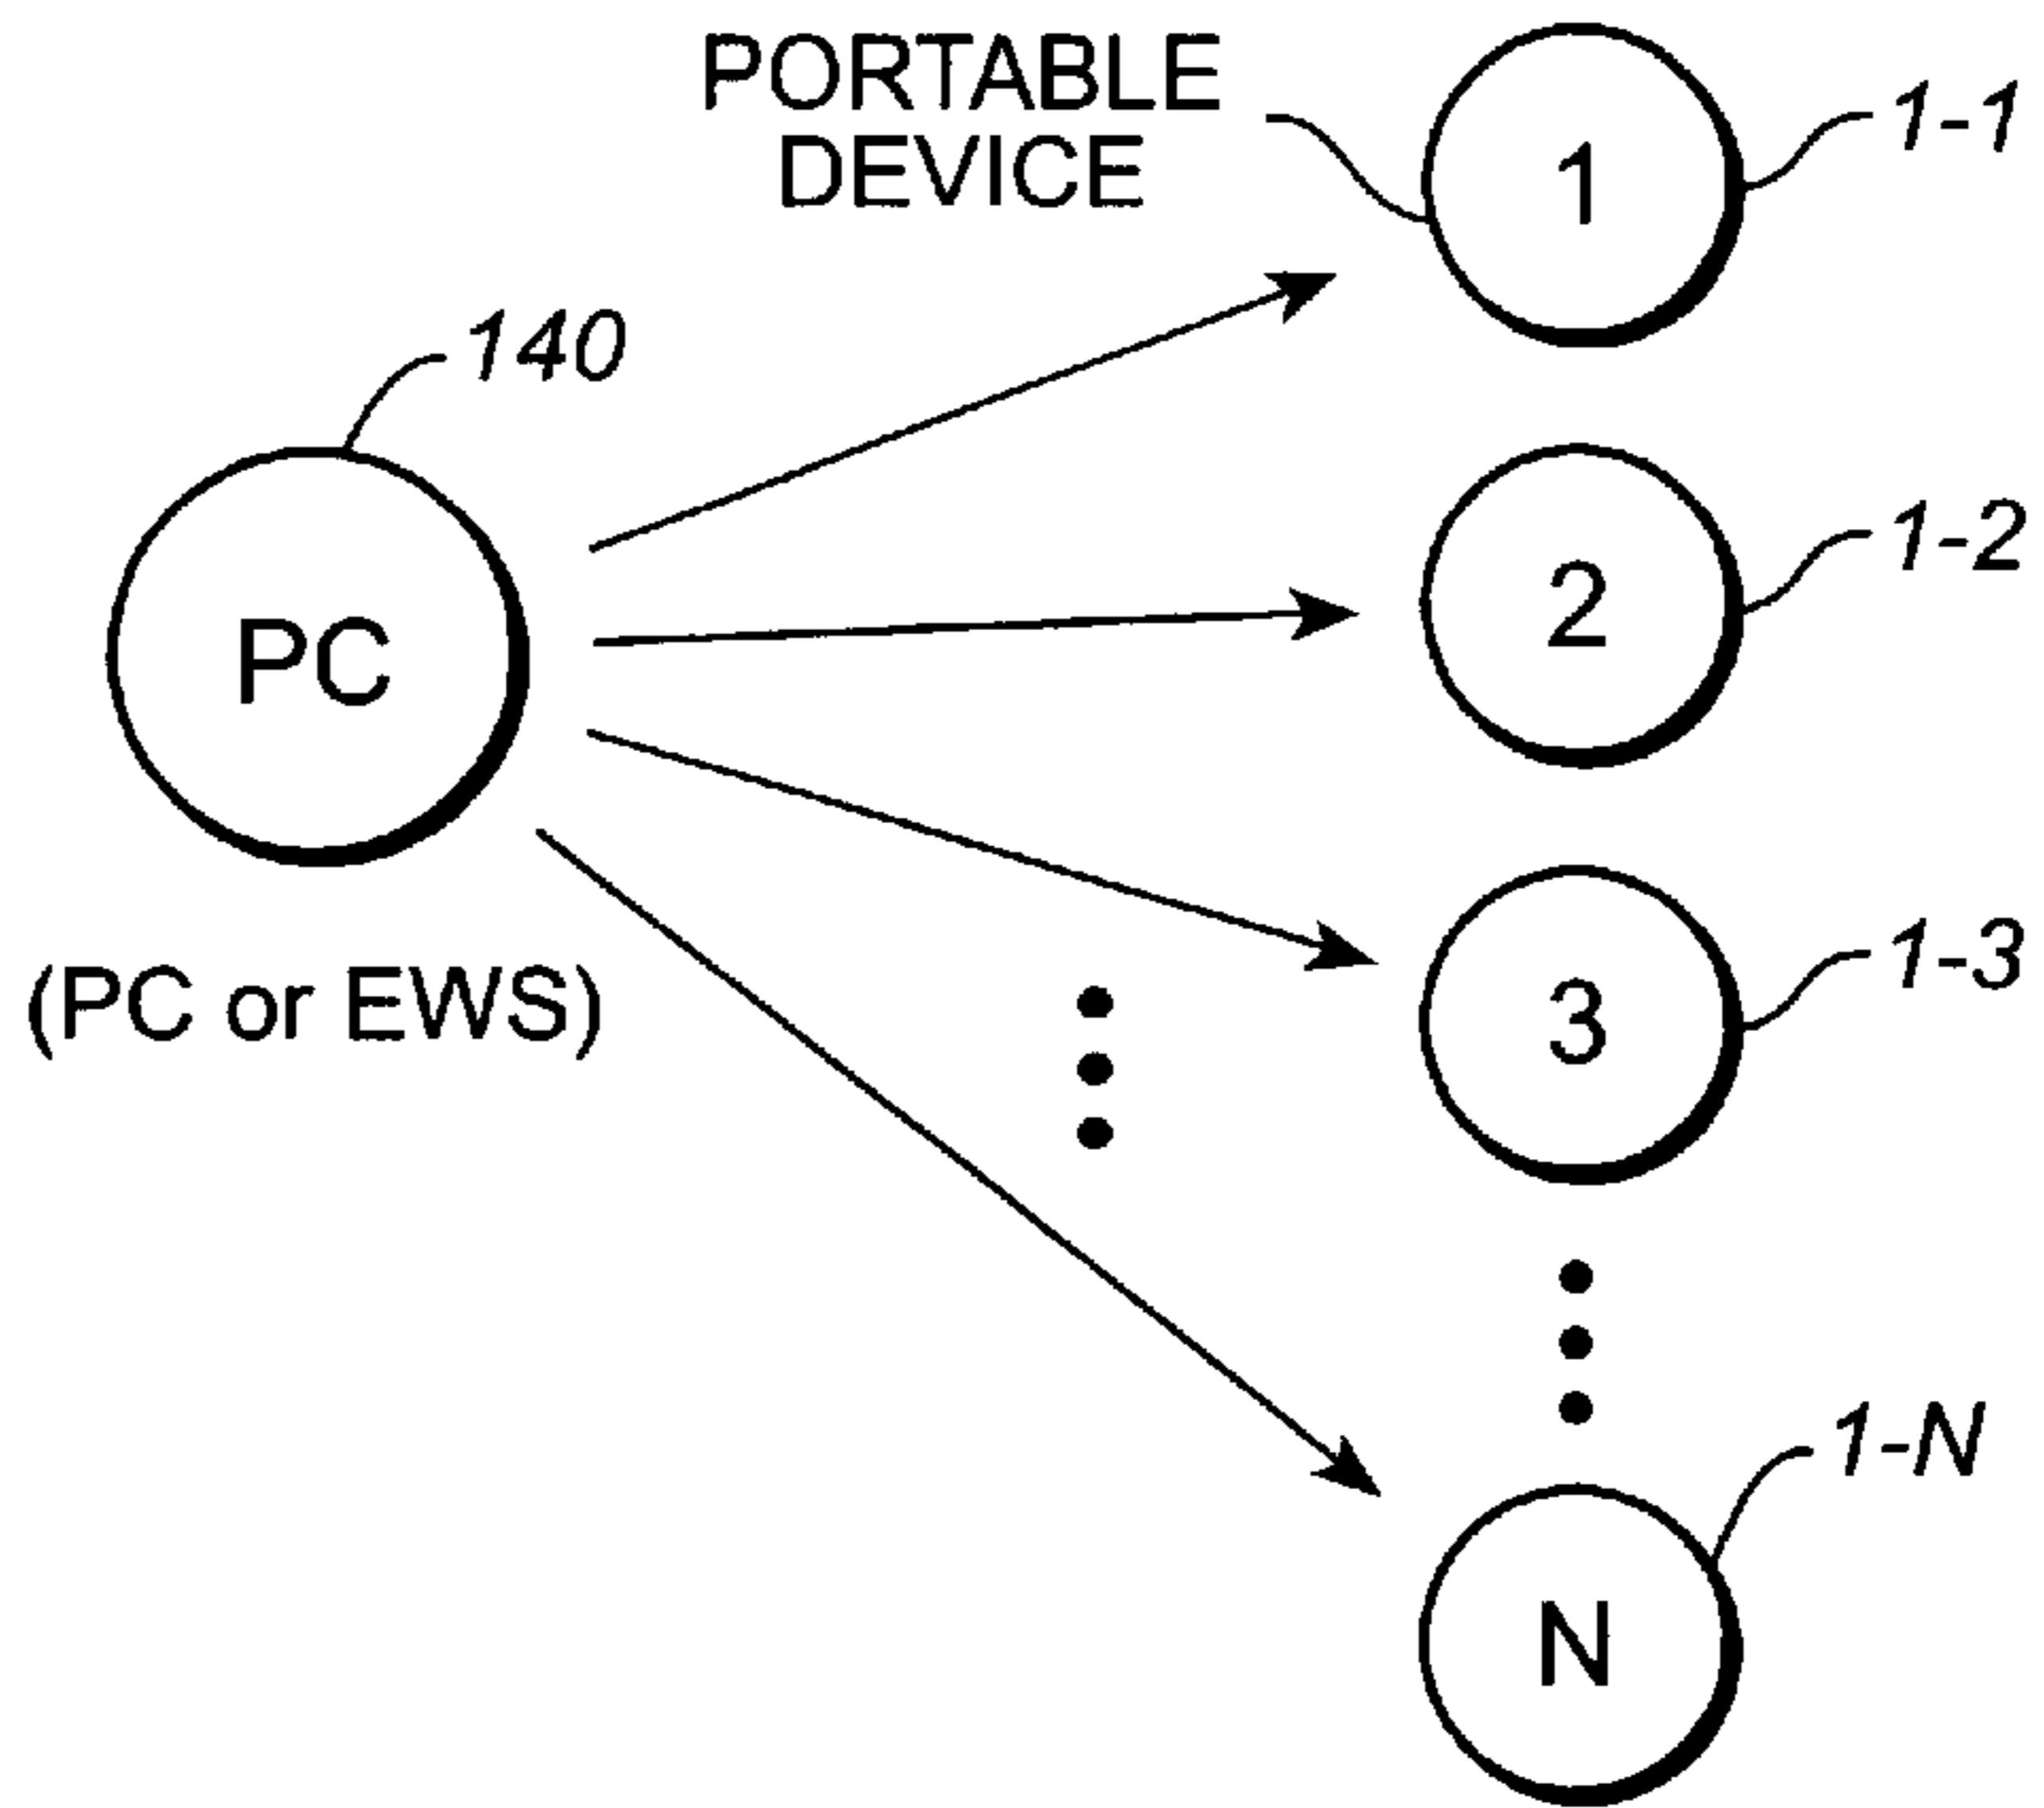 PORTABLE
DEVICE
1
1-1
140
2
1-2
PC
(PC or EWS)
3
1-3
1-N
N